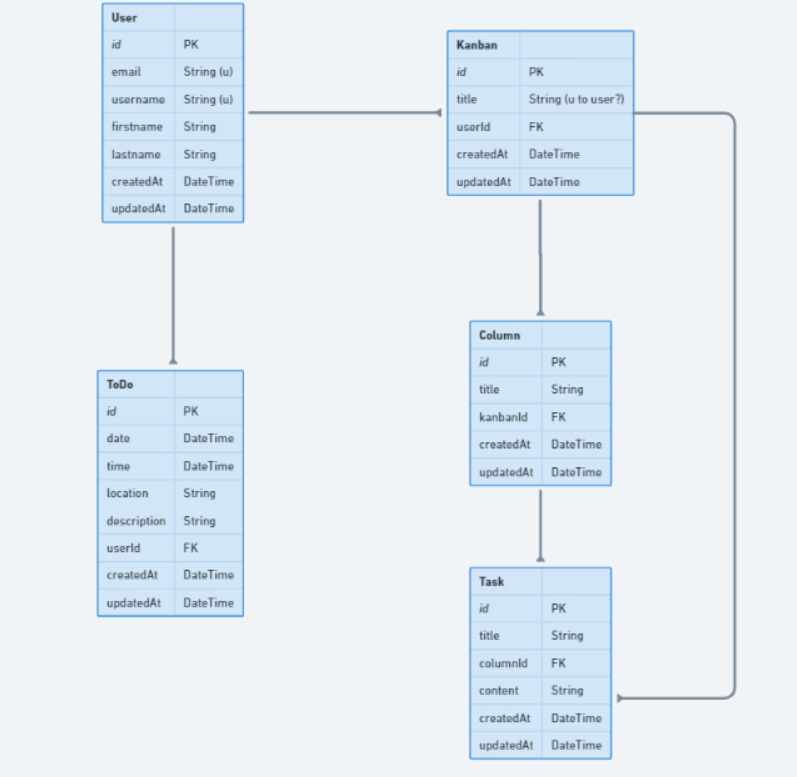 User
id PK
email String (u)
username String (u)
firstname String
lastname String
createdAt DateTime
updatedAt DateTime
Kanban
id PK
title String (u to user?)
userId FK
createdAt DateTime
updatedAt DateTime
ToDo
id PK
date DateTime
time DateTime
location String
description String
userId FK
createdAt DateTime
updatedAt DateTime
Column
id PK
title String
kanbanId FK
createdAt DateTime
updatedAt DateTime
Task
id PK
title String
columnId FK
content String
createdAt DateTime
updatedAt DateTime